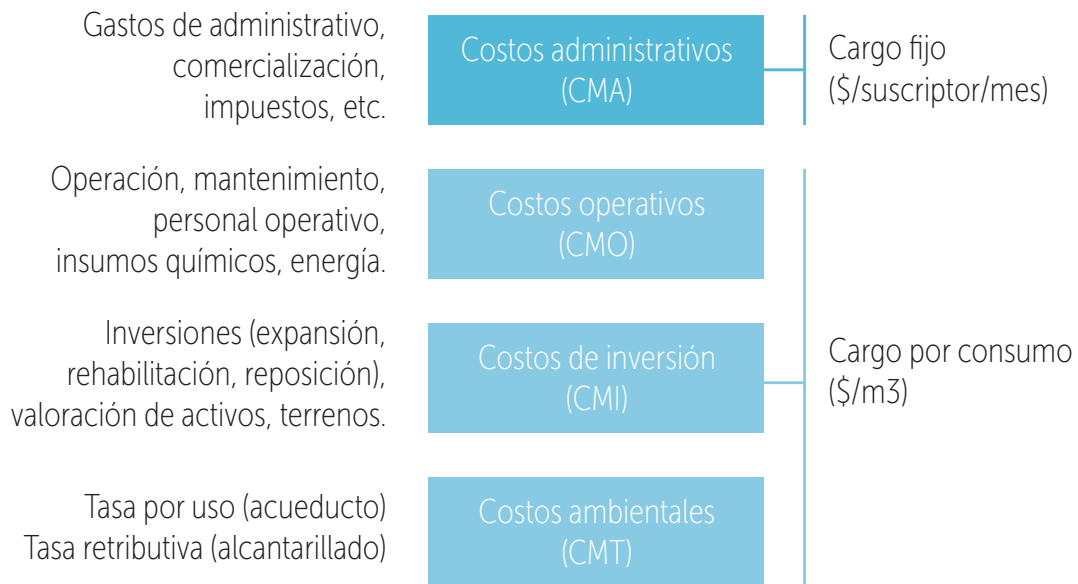 Gastos de administrativo,
comercialización,
impuestos, etc.
Costos administrativos
(CMA)
Cargo fijo
($/suscriptor/mes)
Operación, mantenimiento,
personal operativo,
insumos químicos, energía.
Costos operativos
(CMO)
Inversiones (expansión,
rehabilitación, reposición),
valoración de activos, terrenos.
Costos de inversión
(CMI)
Cargo por consumo
($/m3)
Tasa por uso (acueducto)
Tasa retributiva (alcantarillado)
Costos ambientales
(CMT)